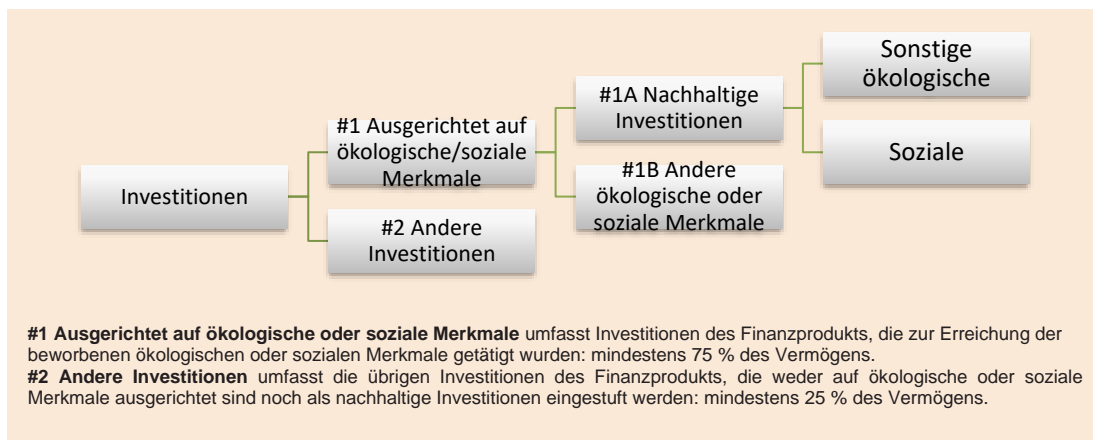 Investitionen
#1 Ausgerichtet auf
ökologische/soziale
Merkmale
#1A Nachhaltige
Investitionen
Sonstige
ökologische
Soziale
#1B Andere
ökologische oder
soziale Merkmale
#2 Andere
Investitionen
#1 Ausgerichtet auf ökologische oder soziale Merkmale umfasst Investitionen des Finanzprodukts, die zur Erreichung der
beworbenen ökologischen oder sozialen Merkmale getätigt wurden: mindestens 75 % des Vermögens.
#2 Andere Investitionen umfasst die übrigen Investitionen des Finanzprodukts, die weder auf ökologische oder soziale
Merkmale ausgerichtet sind noch als nachhaltige Investitionen eingestuft werden: mindestens 25 % des Vermögens.